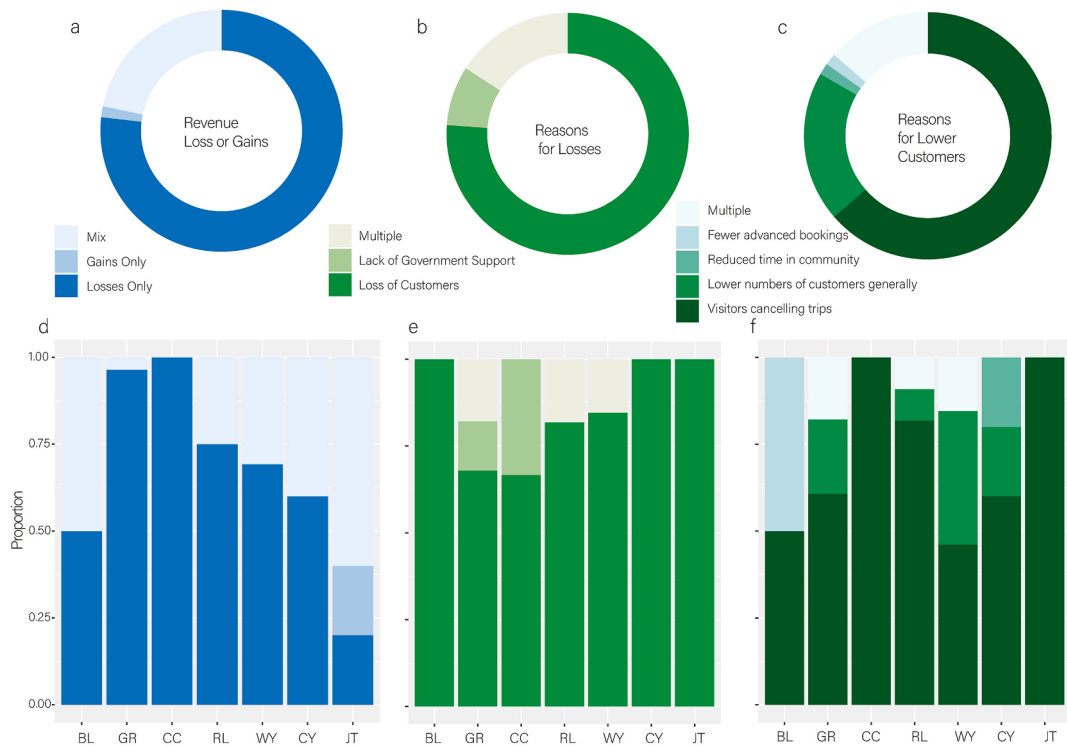 a
Revenue
Loss or Gains
Mix
Gains Only
Losses Only
b
Reasons
for Losses
Multiple
Lack of Government Support
Loss of Customers
c
Reasons
for Lower
Customers
Multiple
Fewer advanced bookings
Reduced time in community
Lower numbers of customers generally
Visitors cancelling trips
d
Proportion
1.00
0.75
0.50
0.25
0.00
BL GR CC RL WY CY JT
e
BL GR CC RL WY CY JT
f
BL GR CC RL WY CY JT